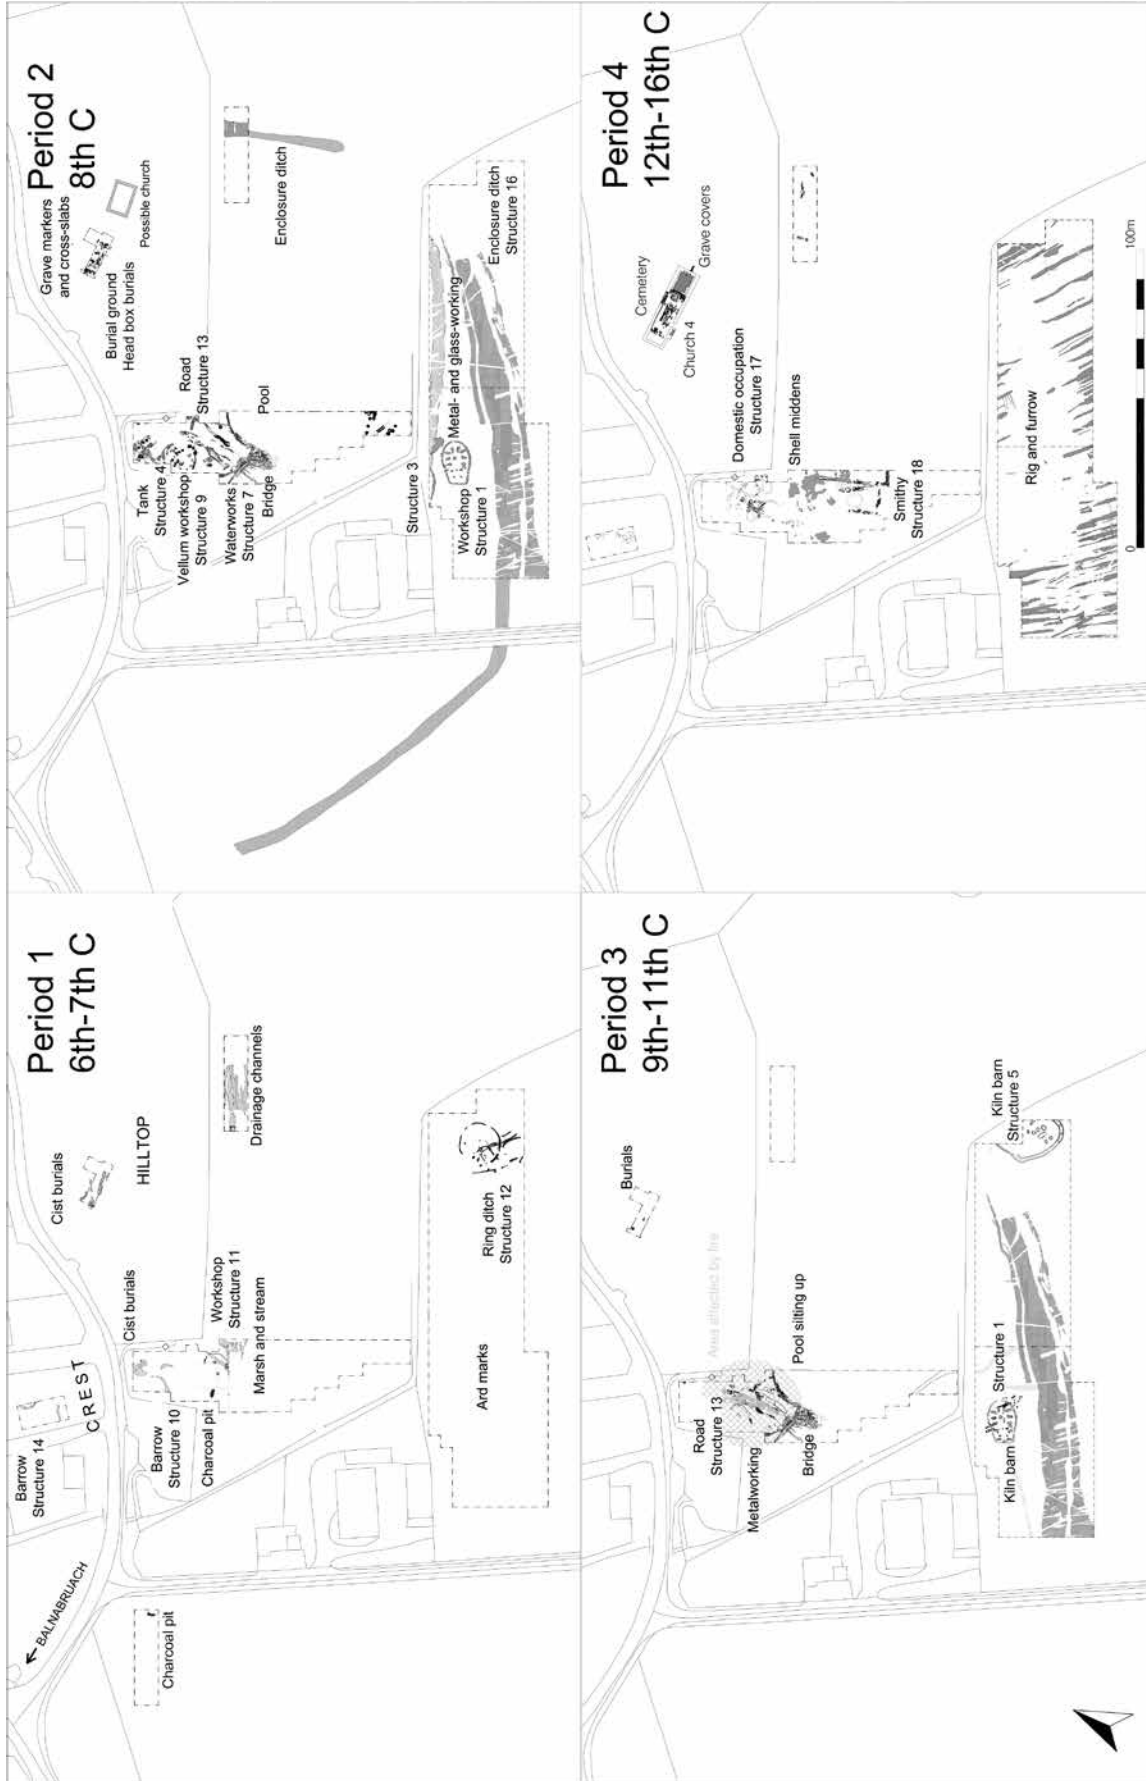 Period 1
6th-7th C
BALNABRUACH
Barrow
Structure 14
CREST
Cist burials
HILLTOP
Cist burials
Barrow
Structure 10
Charcoal pit
Charcoal pit
Workshop
Structure 11
Marsh and stream
Drainage channels
Ard marks
Ring ditch
Structure 12
Period 2
8th C
Grave markers
and cross-slabs
Burial ground
Head box burials
Possible church
Tank
Structure 4
Vellum workshop
Structure 9
Waterworks
Structure 7
Bridge
Road
Structure 13
Pool
Enclosure ditch
Structure 3
Metal- and glass-working
Workshop
Structure 1
Enclosure ditch
Structure 16
Period 3
9th-11th C
Burials
Area affected by fire
Road
Structure 13
Metalworking
Bridge
Pool silting up
Structure 1
Kiln barn
Kiln barn
Structure 5
Period 4
12th-16th C
Cemetery
Church 4
Grave covers
Domestic occupation
Structure 17
Shell middens
Smithy
Structure 18
Rig and furrow
0
100m